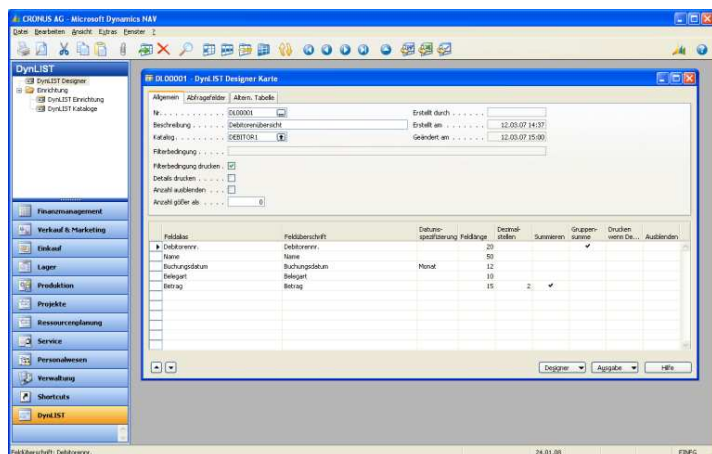 CRONUS AG - Microsoft Dynamics NAV
Datei Bearbeiten Ansicht Extras Fenster ?
DynLIST
DynLIST Designer
Einrichtung
DynLIST Einrichtung
DynLIST Kataloge
Finanzmanagement
Verkauf & Marketing
Einkauf
Lager
Produktion
Projekte
Ressourcenplanung
Service
Personalwesen
Verwaltung
Shortcuts
DynLIST
DL00001 - DynLIST Designer Karte
Allgemein Abfragefelder Altern. Tabelle
Nr. . . . . . . . . . . . DL00001 Erstellt durch . . . . . .
Beschreibung . . . . . . Debitorenübersicht Erstellt am . . . . . . . 12.03.07 14:37
Katalog . . . . . . . . . DEBITOR1 Geändert am . . . . . . 12.03.07 15:00
Filterbedingung . . . . .
Filterbedingung drucken .
Details drucken . . . . .
Anzahl ausblenden . . . .
Anzahl gößer als . . . . 0
Feldalias Feldüberschrift Datums-spezifizierung Feldlänge Dezimal-stellen Summieren Gruppen-summe Drucken wenn De... Ausblenden
Debitorennr. Debitorennr. 20 ✔
Name Name 50
Buchungsdatum Buchungsdatum Monat 12
Belegart Belegart 10
Betrag Betrag 15 2 ✔
Designer Ausgabe Hilfe
Feldüberschrift: Debitorennr. 24.01.08 EINFG